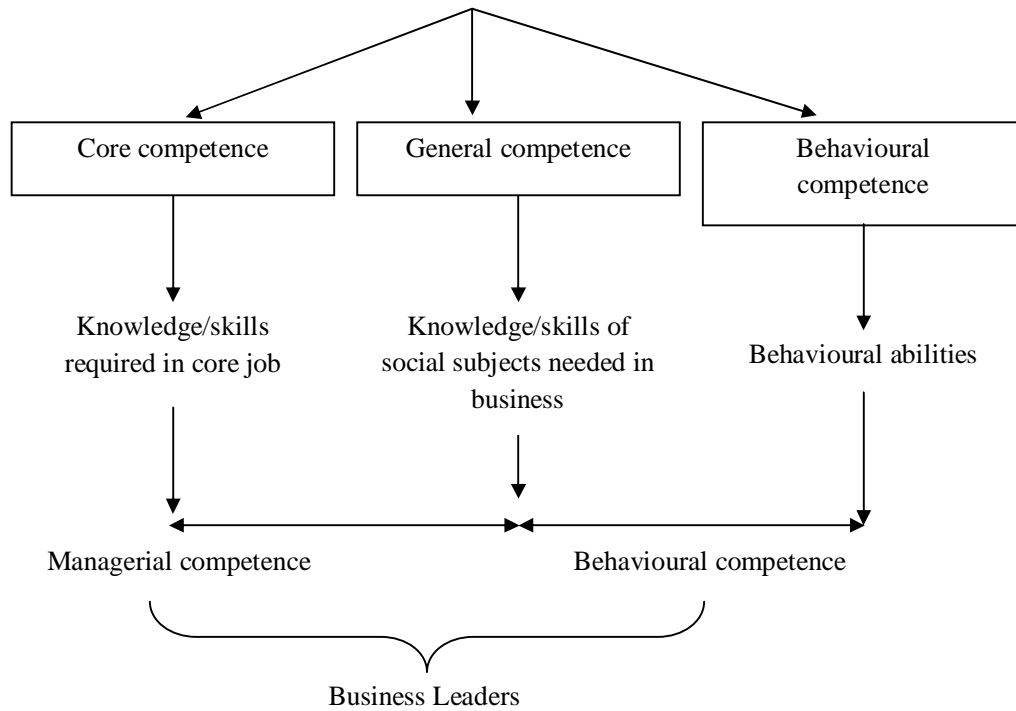 Core competence
General competence
Behavioural
competence
Knowledge/skills
required in core job
Knowledge/skills of
social subjects needed in
business
Behavioural abilities
Managerial competence
Behavioural competence
Business Leaders